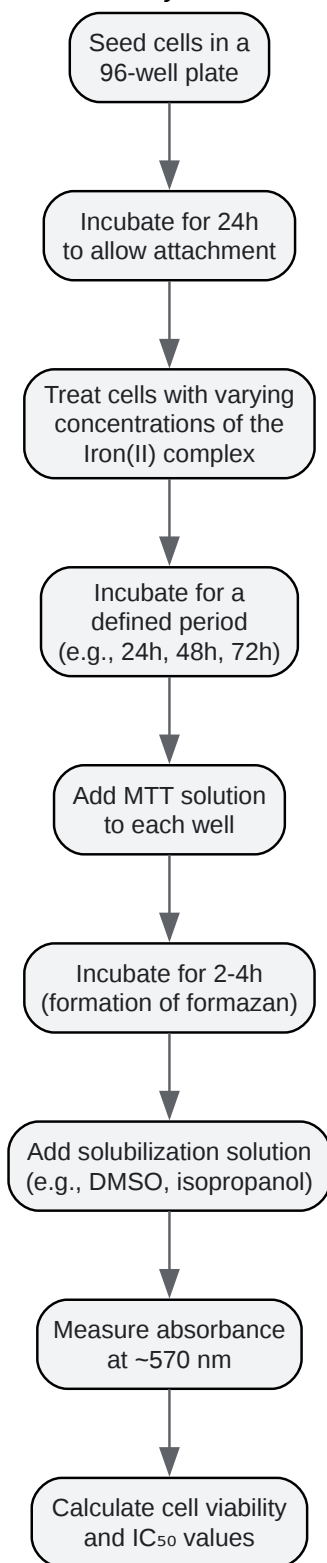 Seed cells in a
96-well plate
Incubate for 24h
to allow attachment
Treat cells with varying
concentrations of the
Iron(II) complex
Incubate for a
defined period
(e.g., 24h, 48h, 72h)
Add MTT solution
to each well
Incubate for 2-4h
(formation of formazan)
Add solubilization solution
(e.g., DMSO, isopropanol)
Measure absorbance
at ~570 nm
Calculate cell viability
and IC₅₀ values